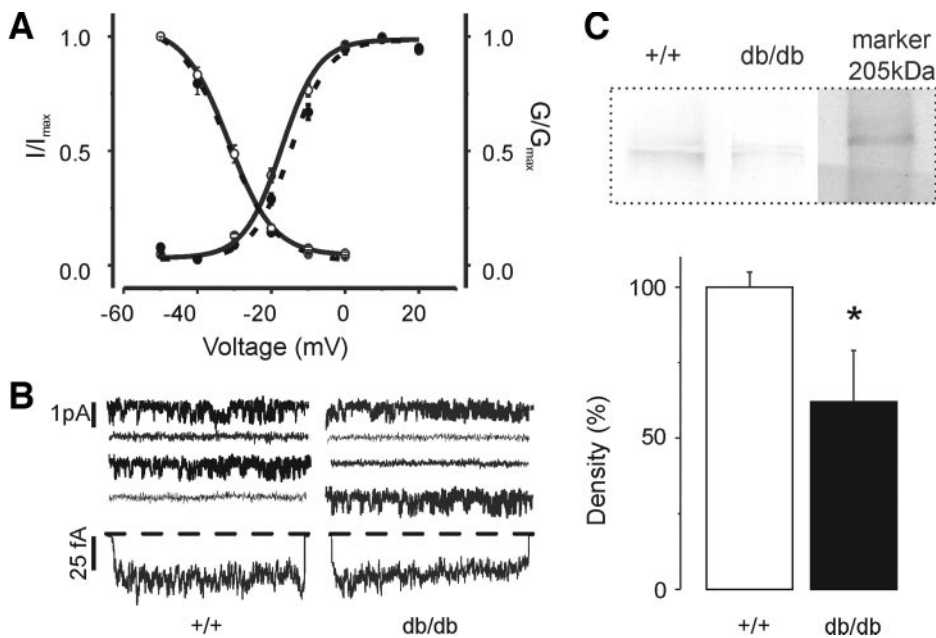 A
1.0
0.5
0.0
I/Imax
1.0
0.5
0.0
G/Gmax
-60
-40
-20
0
20
Voltage (mV)
B
1pA
25 fA
+/+
db/db
C
+/+
db/db
marker
205kDa
100
50
0
Density (%)
*
+/+
db/db